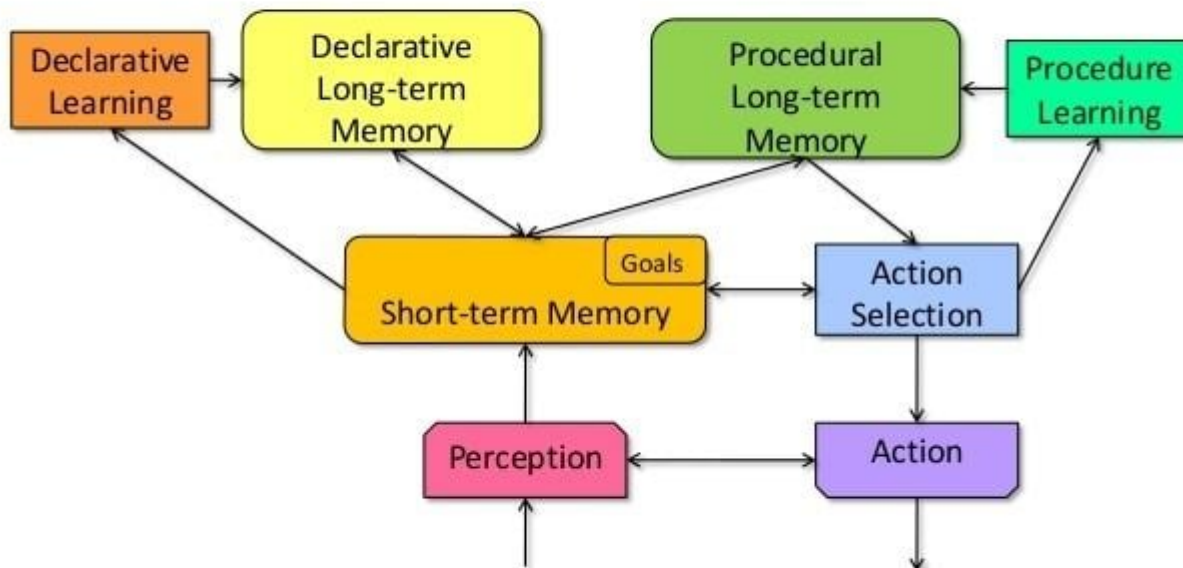 Declarative
Learning
Declarative
Long-term
Memory
Procedural
Long-term
Memory
Procedure
Learning
Goals
Short-term Memory
Action
Selection
Perception
Action